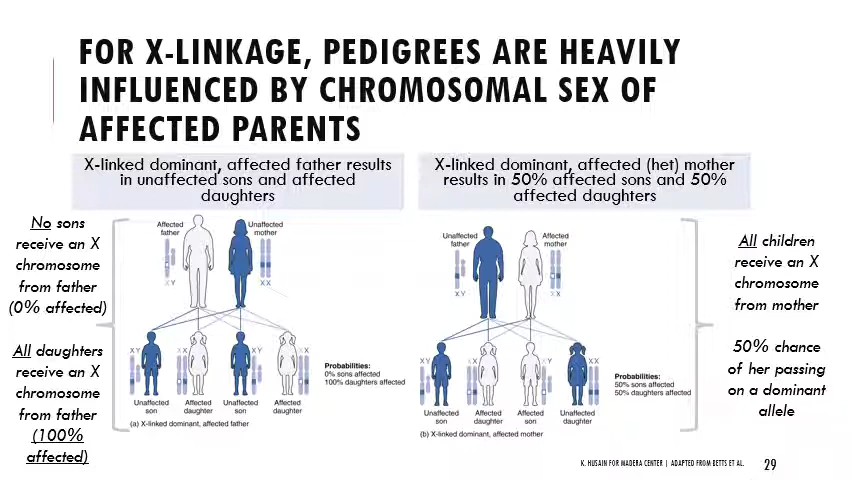 FOR X-LINKAGE, PEDIGREES ARE HEAVILY
INFLUENCED BY CHROMOSOMAL SEX OF
AFFECTED PARENTS
X-linked dominant, affected father results
in unaffected sons and affected
daughters
No sons
receive an X
chromosome
from father
(0% affected)
All daughters
receive an X
chromosome
from father
(100%
affected)
Affected
father
Unaffected
mother
X Y
X X
X Y
X X
X Y
X X
Unaffected
son
Affected
daughter
Unaffected
son
Affected
daughter
Probabilities:
0% sons affected
100% daughters affected
(a) X-linked dominant, affected father
X-linked dominant, affected (het) mother
results in 50% affected sons and 50%
affected daughters
Unaffected
father
Affected
mother
X Y
X X
X Y
X X
X Y
X X
Unaffected
son
Affected
daughter
Affected
son
Unaffected
daughter
Probabilities:
50% sons affected
50% daughters affected
(b) X-linked dominant, affected mother
All children
receive an X
chromosome
from mother
50% chance
of her passing
on a dominant
allele
K. HUSAIN FOR MADERA CENTER | ADAPTED FROM BETTS ET AL.
29